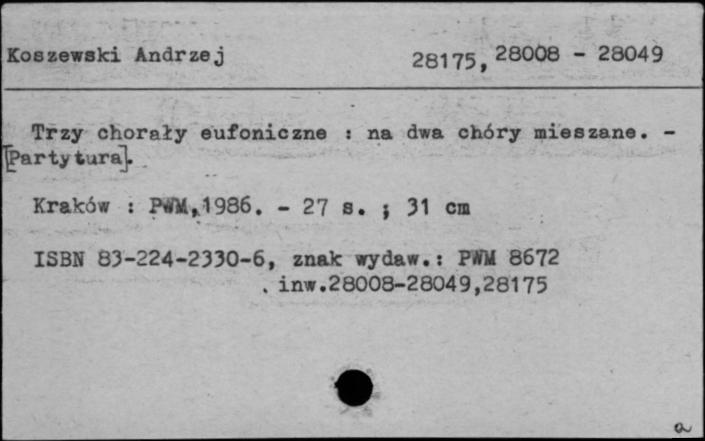 Koszewski Andrzej 28175, 28008 - 28049
Trzy chorały eufoniczne : na dwa chóry mieszane. -
[Partytura].
Kraków : PWM,1986. - 27 s. ; 31 cm
ISBN 83-224-2330-6, znak wydaw.: PWM 8672
. inw.28008-28049,28175
a